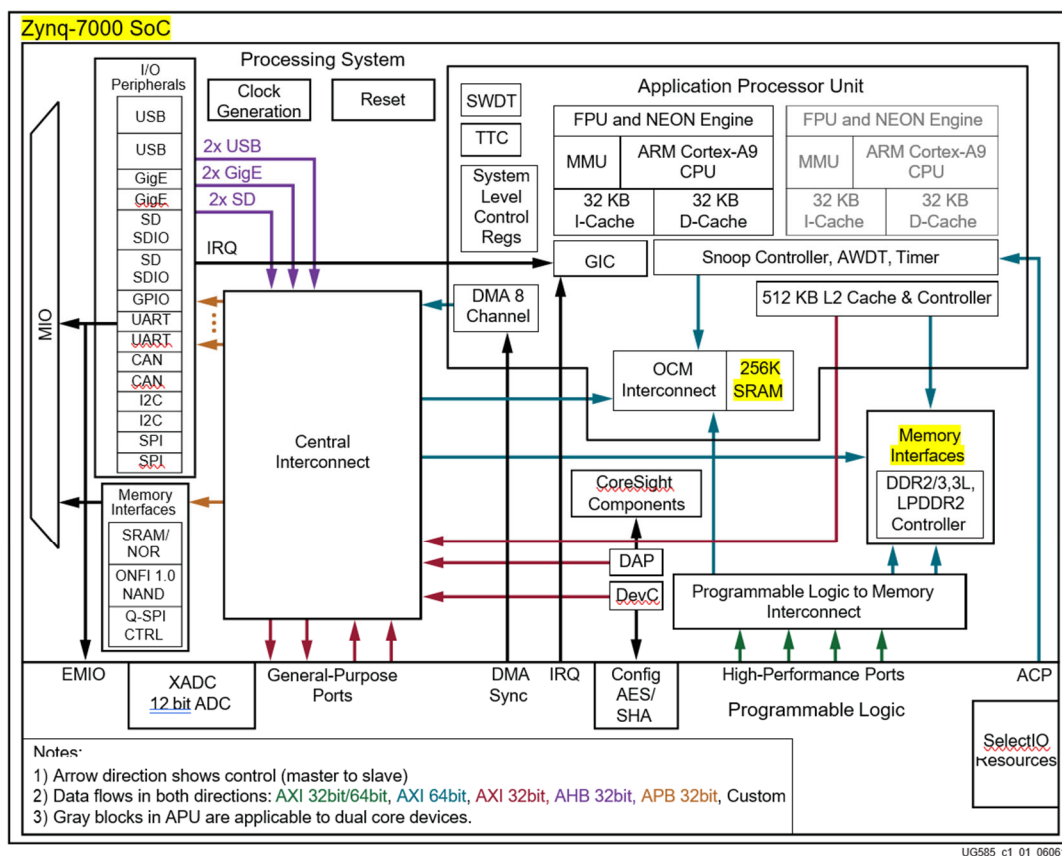 Zynq-7000 SoC
Processing System
I/O
Peripherals
USB
USB
GigE
GigE
SD
SDIO
SD
SDIO
GPIO
UART
UART
CAN
CAN
I2C
I2C
SPI
SPI
MIO
Clock
Generation
Reset
2x USB
2x GigE
2x SD
IRQ
Application Processor Unit
SWDT
TTC
System
Level
Control
Regs
FPU and NEON Engine
MMU
ARM Cortex-A9
CPU
32 KB
I-Cache
32 KB
D-Cache
FPU and NEON Engine
MMU
ARM Cortex-A9
CPU
32 KB
I-Cache
32 KB
D-Cache
GIC
Snoop Controller, AWDT, Timer
DMA 8
Channel
512 KB L2 Cache & Controller
OCM
Interconnect
256K
SRAM
Central
Interconnect
Memory
Interfaces
DDR2/3,3L,
LPDDR2
Controller
CoreSight
Components
DAP
DevC
Programmable Logic to Memory
Interconnect
Memory
Interfaces
SRAM/
NOR
ONFI 1.0
NAND
Q-SPI
CTRL
EMIO
XADC
12 bit ADC
General-Purpose
Ports
DMA
Sync
IRQ
Config
AES/
SHA
High-Performance Ports
ACP
Programmable Logic
SelectIO
Resources
Notes:
1) Arrow direction shows control (master to slave)
2) Data flows in both directions: AXI 32bit/64bit, AXI 64bit, AXI 32bit, AHB 32bit, APB 32bit, Custom
3) Gray blocks in APU are applicable to dual core devices.
UG585_c1_01_0606